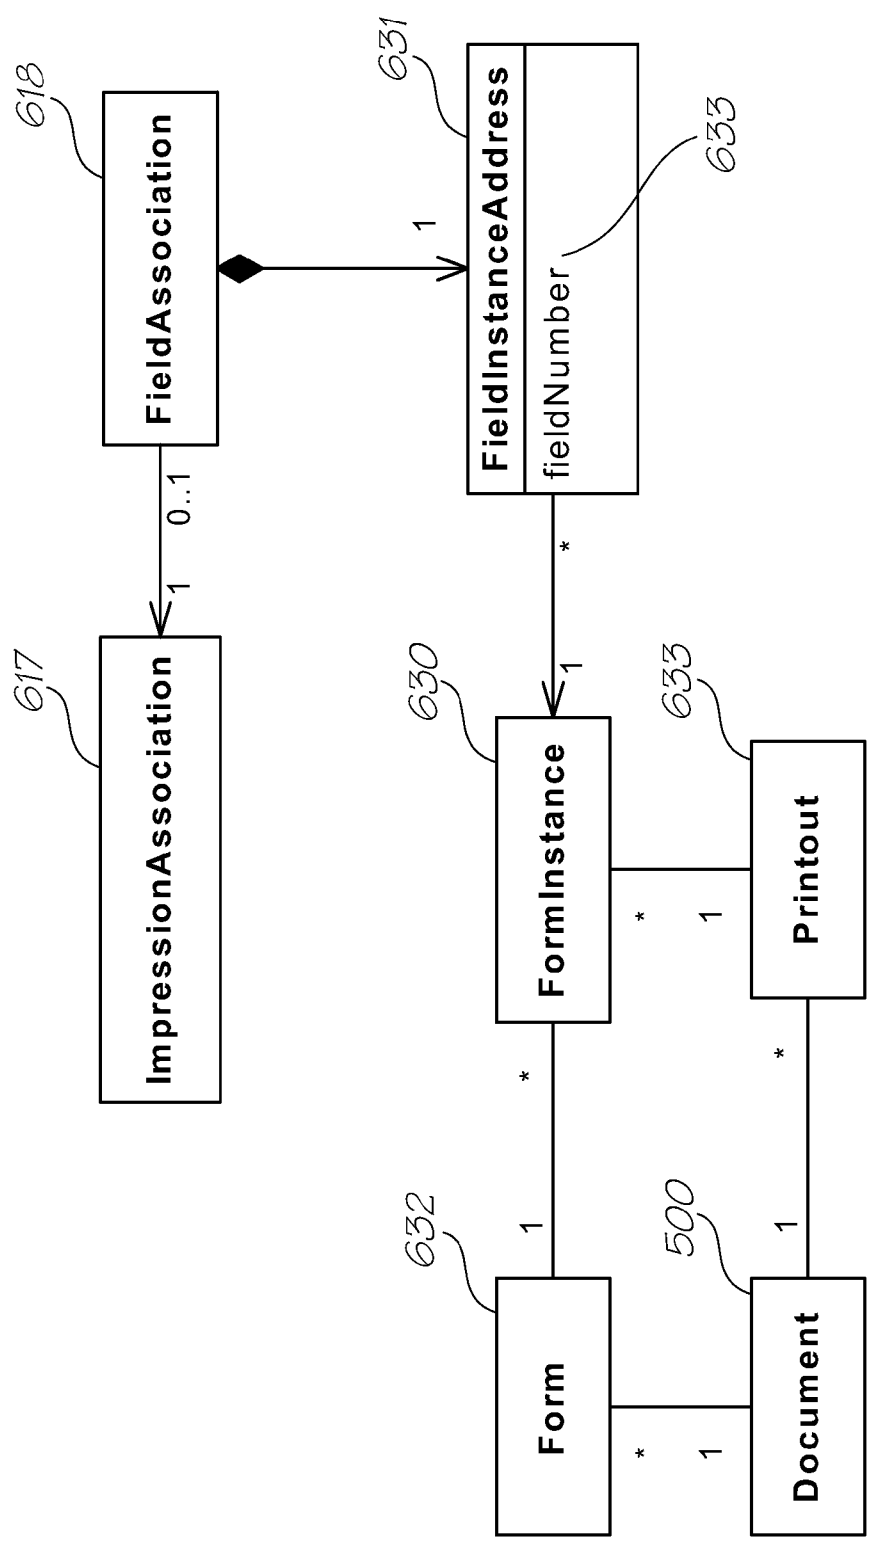 617
618
ImpressionAssociation
FieldAssociation
1
0..1
1
632
630
631
FieldInstanceAddress
1
*
Form
FormInstance
1
*
fieldNumber
*
*
500
633
633
1
1
1
*
Document
Printout